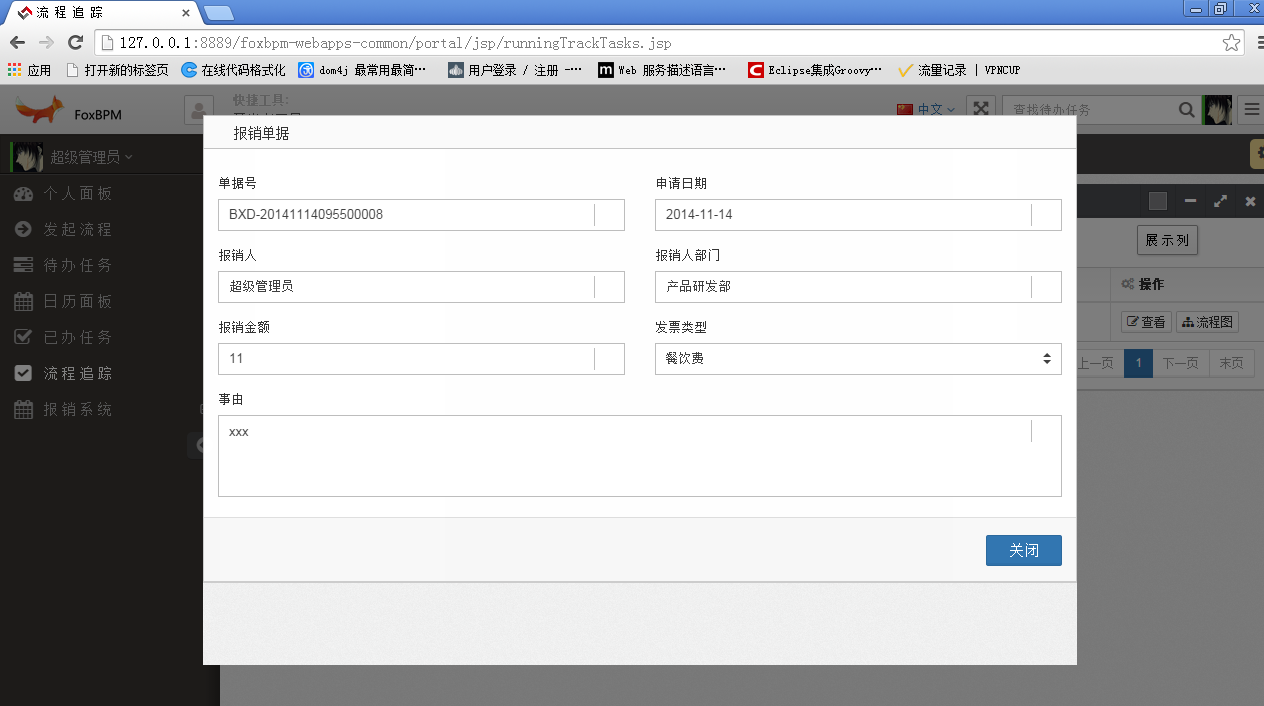 流程追踪
127.0.0.1:8889/foxbpm-webapps-common/portal/jsp/runningTrackTasks.jsp
应用 打开新的标签页 在线代码格式化 dom4j 最常用最简… 用户登录 / 注册 -… Web 服务描述语言… Eclipse集成Groovy… 流量记录 | VPNCUP
FoxBPM
快捷工具:
中文
查找待办任务
超级管理员
个人面板
发起流程
待办任务
日历面板
已办任务
流程追踪
报销系统
报销单据
单据号
BXD-20141114095500008
申请日期
2014-11-14
报销人
超级管理员
报销人部门
产品研发部
报销金额
11
发票类型
餐饮费
事由
xxx
关闭
展示列
操作
查看 流程图
上一页 1 下一页 末页